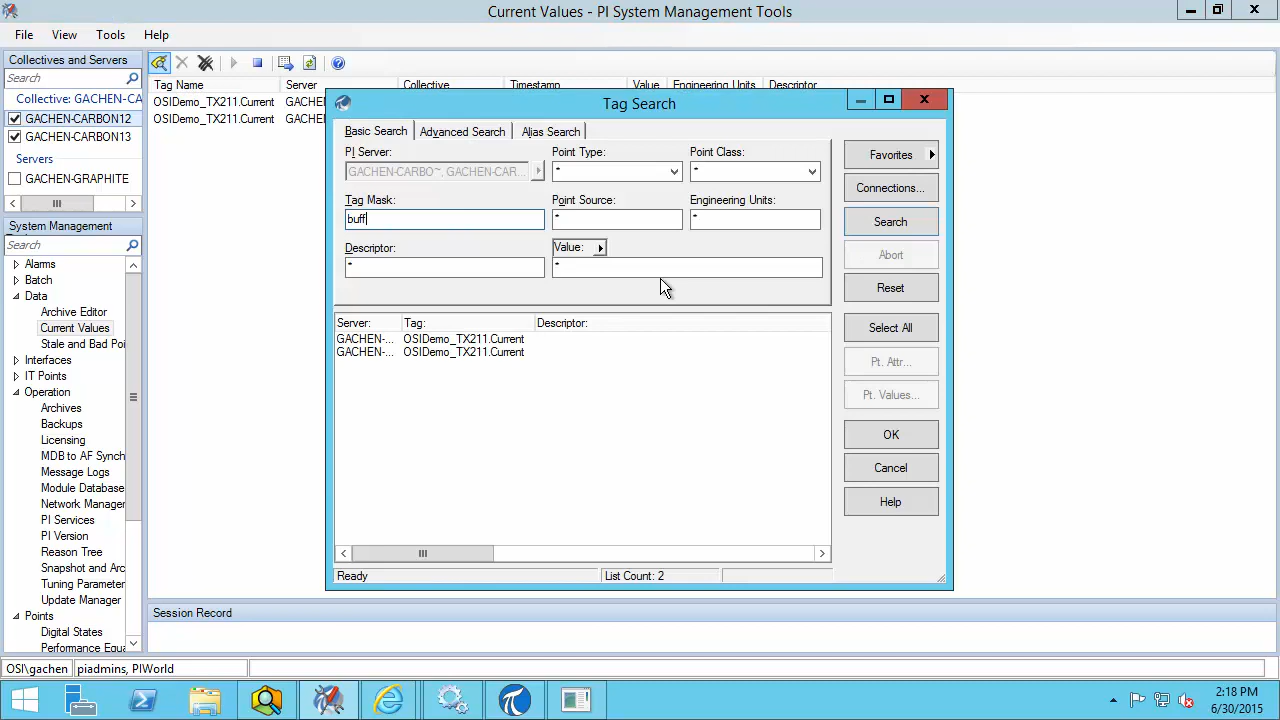 Current Values - PI System Management Tools
File View Tools Help
Collectives and Servers
Search
Collective: GACHEN-CA
GACHEN-CARBON12
GACHEN-CARBON13
Servers
GACHEN-GRAPHITE
System Management
Search
Alarms
Batch
Data
Archive Editor
Current Values
Stale and Bad Poi
Interfaces
IT Points
Operation
Archives
Backups
Licensing
MDB to AF Synch
Message Logs
Module Database
Network Manager
PI Services
PI Version
Reason Tree
Snapshot and Arc
Tuning Parameter
Update Manager
Points
Digital States
Performance Equa
Tag Name Server Collective Timestamp Value Engineering Units Descriptor
OSIDemo_TX211.Current GACHE
OSIDemo_TX211.Current GACHE
Tag Search
Basic Search Advanced Search Alias Search
PI Server: Point Type: Point Class:
GACHEN-CARBO~, GACHEN-CAR... * *
Tag Mask: Point Source: Engineering Units:
buff * *
Descriptor: Value:
* *
Server: Tag: Descriptor:
GACHEN-... OSIDemo_TX211.Current
GACHEN-... OSIDemo_TX211.Current
Ready List Count: 2
Favorites
Connections...
Search
Abort
Reset
Select All
Pt. Attr...
Pt. Values...
OK
Cancel
Help
Session Record
OSI\gachen piadmins, PIWorld
2:18 PM
6/30/2015